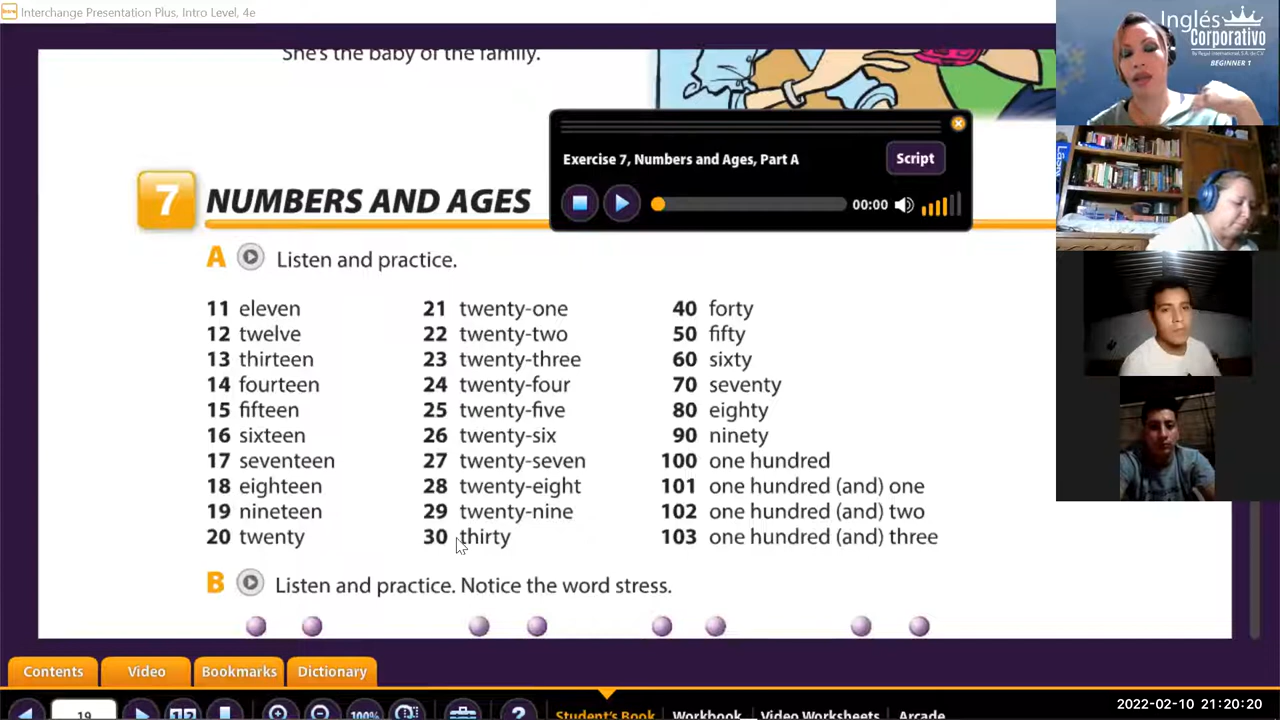 Interchange Presentation Plus, Intro Level, 4e
She's the baby of the family.
Inglés
Corporativo
BEGINNER 1
Exercise 7, Numbers and Ages, Part A
Script
00:00
7 NUMBERS AND AGES
A Listen and practice.
11 eleven
12 twelve
13 thirteen
14 fourteen
15 fifteen
16 sixteen
17 seventeen
18 eighteen
19 nineteen
20 twenty
21 twenty-one
22 twenty-two
23 twenty-three
24 twenty-four
25 twenty-five
26 twenty-six
27 twenty-seven
28 twenty-eight
29 twenty-nine
30 thirty
40 forty
50 fifty
60 sixty
70 seventy
80 eighty
90 ninety
100 one hundred
101 one hundred (and) one
102 one hundred (and) two
103 one hundred (and) three
B Listen and practice. Notice the word stress.
Contents
Video
Bookmarks
Dictionary
19
100%
?
Student's Book
Workbook
Video Worksheets
Arcade
2022-02-10 21:20:20